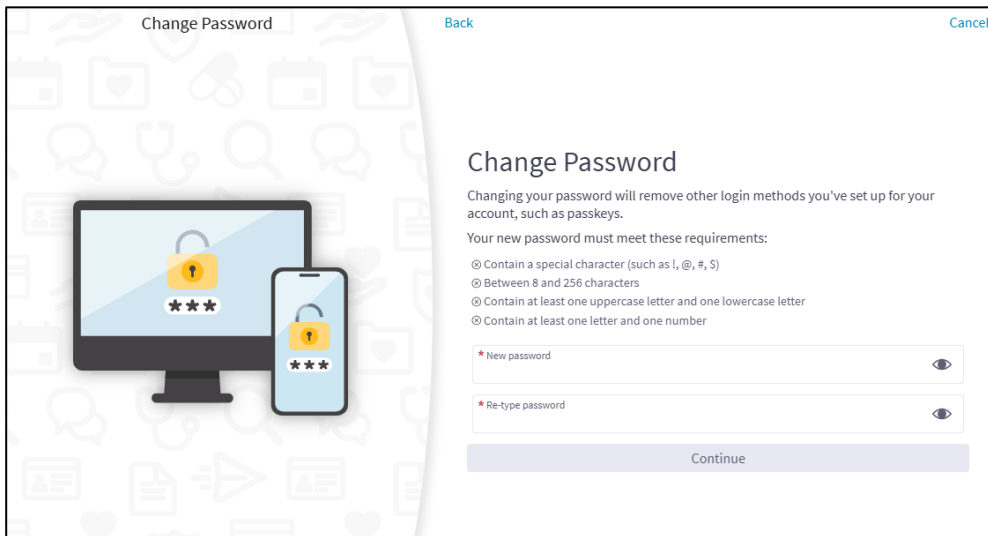 Change Password
Back
Cancel
Change Password
Changing your password will remove other login methods you've set up for your
account, such as passkeys.
Your new password must meet these requirements:
Contain a special character (such as !, @, #, $)
Between 8 and 256 characters
Contain at least one uppercase letter and one lowercase letter
Contain at least one letter and one number
* New password
* Re-type password
Continue
***
***